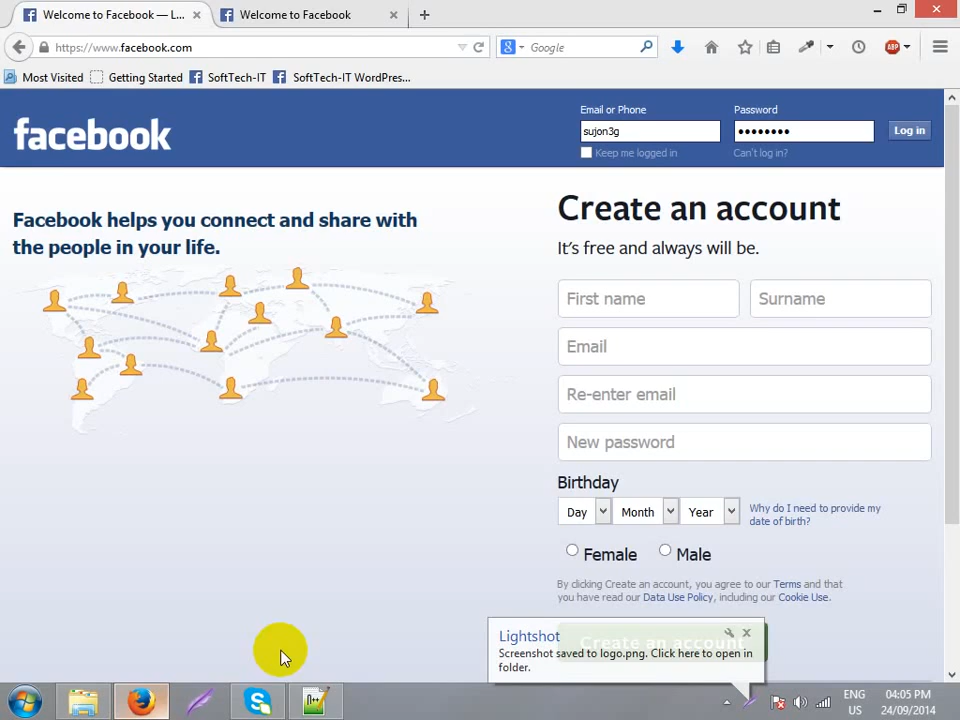 Welcome to Facebook — L...
Welcome to Facebook
https://www.facebook.com
Google
ABP
Most Visited
Getting Started
SoftTech-IT
SoftTech-IT WordPres...
facebook
Email or Phone
Password
sujon3g
••••••••
Log in
Keep me logged in
Can't log in?
Facebook helps you connect and share with
the people in your life.
Create an account
It's free and always will be.
First name
Surname
Email
Re-enter email
New password
Birthday
Day
Month
Year
Why do I need to provide my
date of birth?
Female
Male
By clicking Create an account, you agree to our Terms and that
you have read our Data Use Policy, including our Cookie Use.
Create an account
Lightshot
Screenshot saved to logo.png. Click here to open in
folder.
ENG
US
04:05 PM
24/09/2014